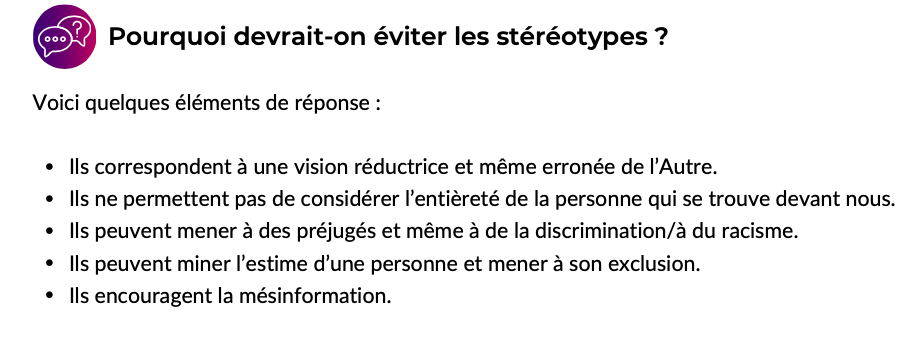 Pourquoi devrait-on éviter les stéréotypes ?
Voici quelques éléments de réponse :
• Ils correspondent à une vision réductrice et même erronée de l’Autre.
• Ils ne permettent pas de considérer l’entièreté de la personne qui se trouve devant nous.
• Ils peuvent mener à des préjugés et même à de la discrimination/à du racisme.
• Ils peuvent miner l’estime d’une personne et mener à son exclusion.
• Ils encouragent la mésinformation.